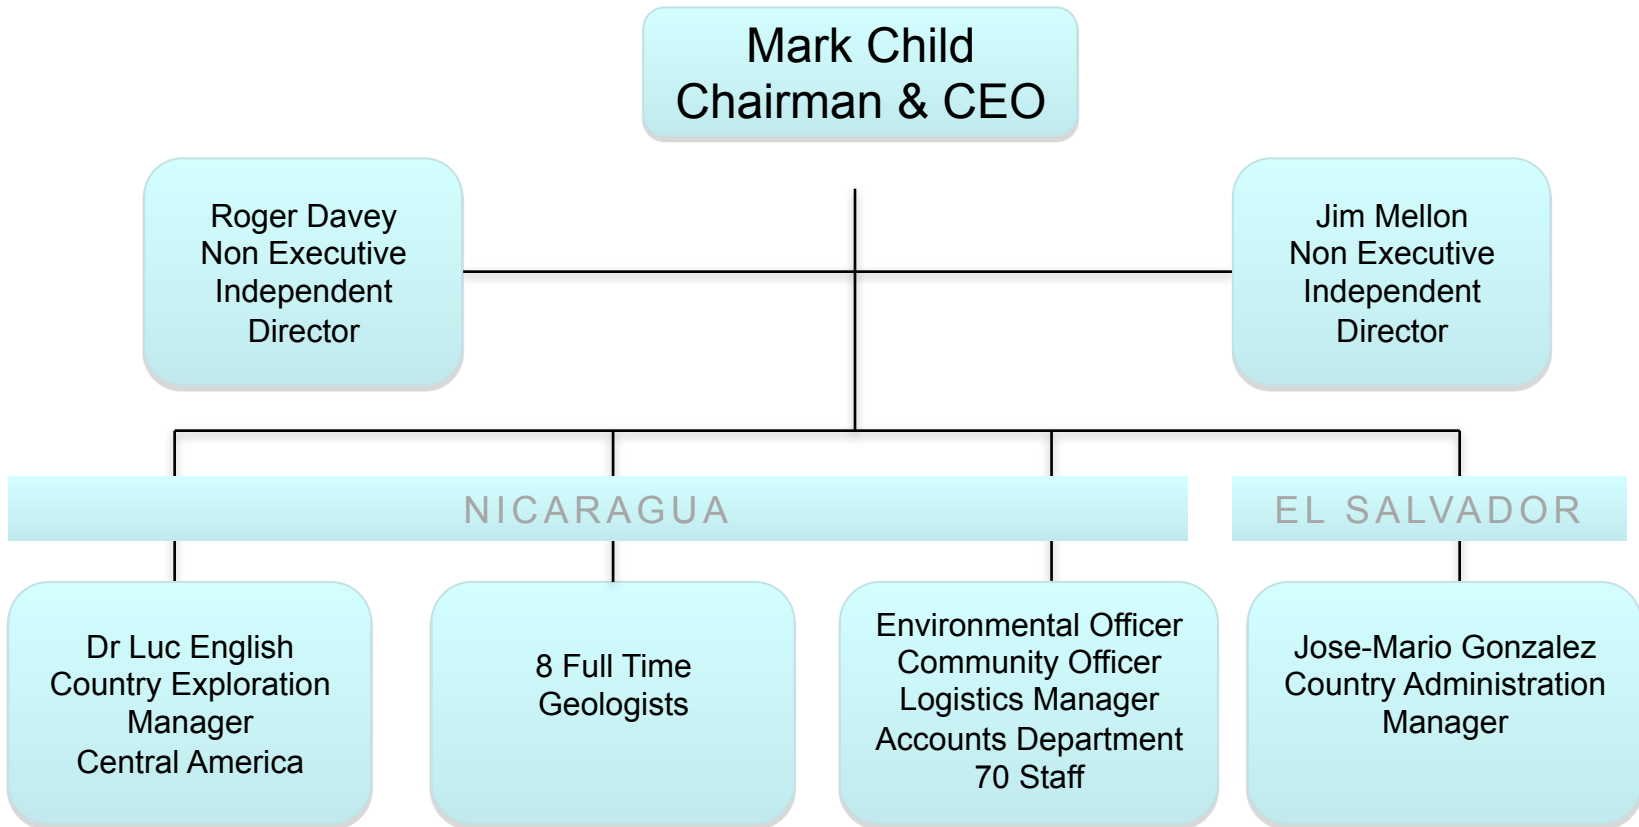 Mark Child
Chairman & CEO
Roger Davey
Non Executive
Independent
Director
Jim Mellon
Non Executive
Independent
Director
NICARAGUA
EL SALVADOR
Dr Luc English
Country Exploration
Manager
Central America
8 Full Time
Geologists
Environmental Officer
Community Officer
Logistics Manager
Accounts Department
70 Staff
Jose-Mario Gonzalez
Country Administration
Manager